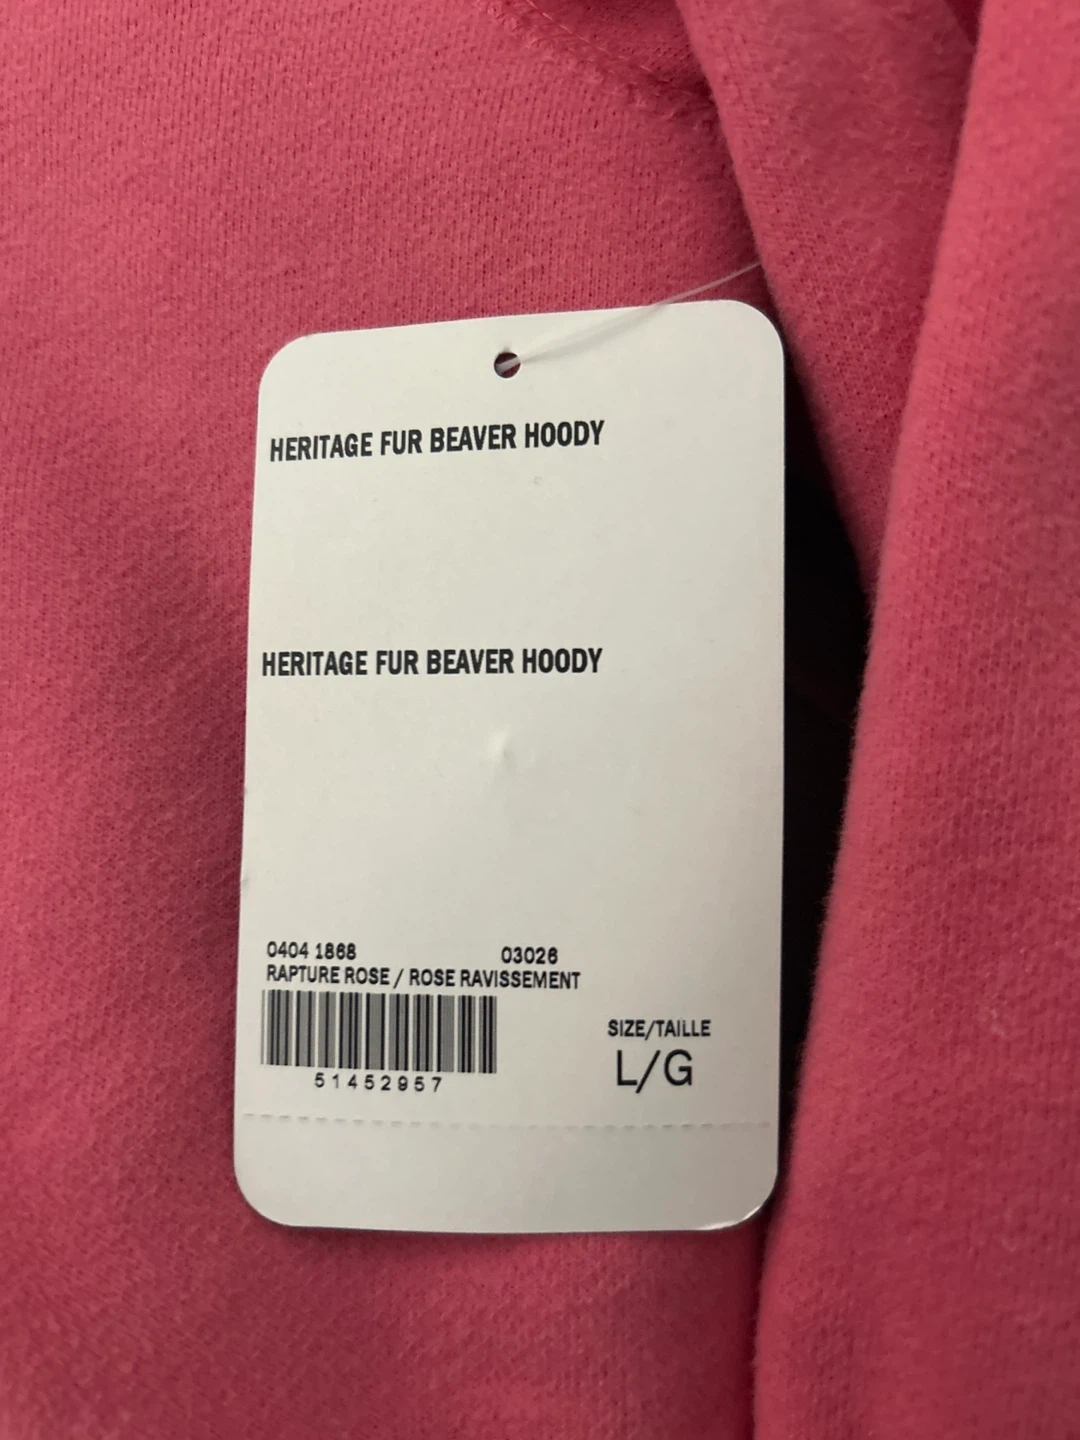 HERITAGE FUR BEAVER HOODY
HERITAGE FUR BEAVER HOODY
0404 1868 03026
RAPTURE ROSE / ROSE RAVISSEMENT
51452957
SIZE/TAILLE
L/G